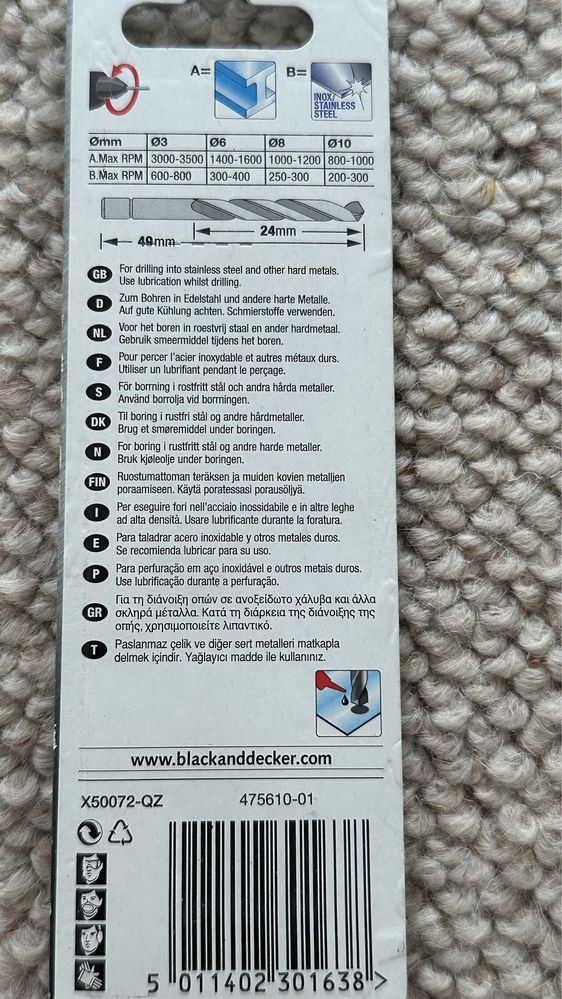 A=
B=
INOX/
STAINLESS
STEEL
Ømm Ø3 Ø6 Ø8 Ø10
A.Max RPM 3000-3500 1400-1600 1000-1200 800-1000
B.Max RPM 600-800 300-400 250-300 200-300
24mm
49mm
GB For drilling into stainless steel and other hard metals.
Use lubrication whilst drilling.
D Zum Bohren in Edelstahl und andere harte Metalle.
Auf gute Kühlung achten. Schmierstoffe verwenden.
NL Voor het boren in roestvrij staal en ander hardmetaal.
Gebruik smeermiddel tijdens het boren.
F Pour percer l'acier inoxydable et autres métaux durs.
Utiliser un lubrifiant pendant le perçage.
S För borrning i rostfritt stål och andra hårda metaller.
Använd borrolja vid borrningen.
DK Til boring i rustfri stål og andre hårdmetaller.
Brug et smøremiddel under boringen.
N For boring i rustfritt stål og andre harde metaller.
Bruk kjøleolje under boringen.
FIN Ruostumattoman teräksen ja muiden kovien metallien
poraamiseen. Käytä poratessasi porausöljyä.
I Per eseguire fori nell'acciaio inossidabile e in altre leghe
ad alta densità. Usare lubrificante durante la foratura.
E Para taladrar acero inoxidable y otros metales duros.
Se recomienda lubricar para su uso.
P Para perfuração em aço inoxidável e outros metais duros.
Use lubrificação durante a perfuração.
GR Για τη διάνοιξη οπών σε ανοξείδωτο χάλυβα και άλλα
σκληρά μέταλλα. Κατά τη διάρκεια της διάνοιξης της
οπής, χρησιμοποιείτε λιπαντικό.
T Paslanmaz çelik ve diğer sert metalleri matkapla
delmek içindir. Yağlayıcı madde ile kullanınız.
www.blackanddecker.com
X50072-QZ 475610-01
5 011402 301638 >